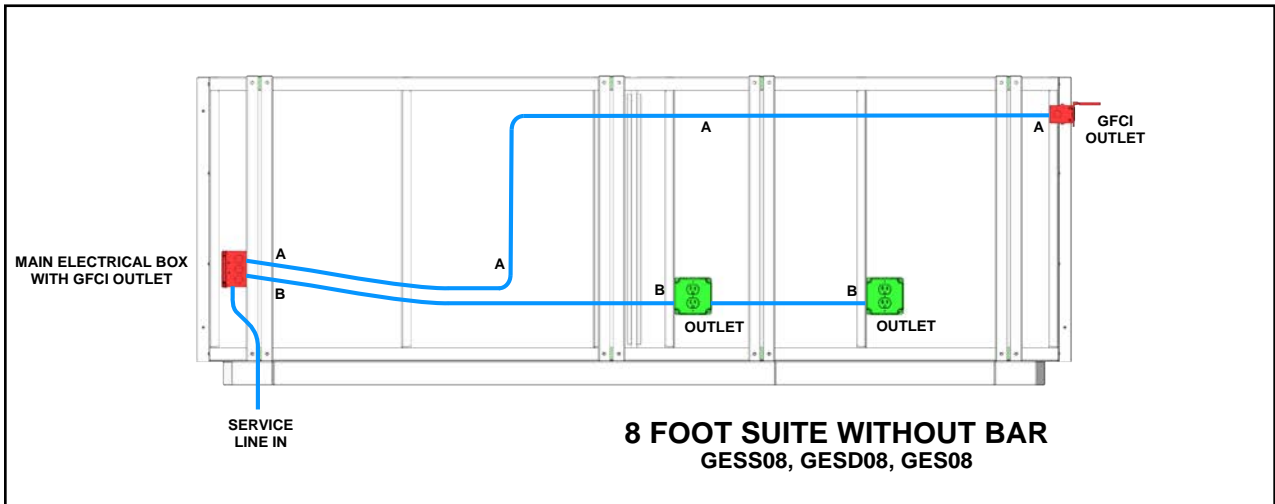 A
A
GFCI
OUTLET
MAIN ELECTRICAL BOX
WITH GFCI OUTLET
A
A
B
B
B
OUTLET
OUTLET
SERVICE
LINE IN
8 FOOT SUITE WITHOUT BAR
GESS08, GESD08, GES08